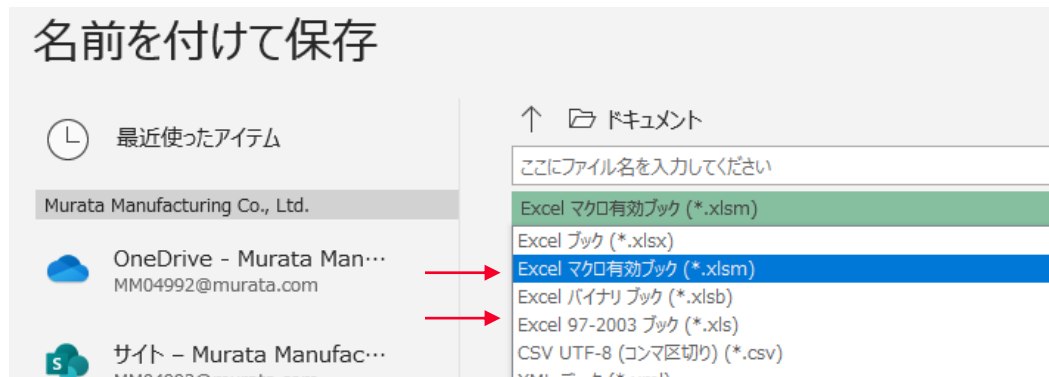 名前を付けて保存
最近使ったアイテム
Murata Manufacturing Co., Ltd.
OneDrive - Murata Man…
MM04992@murata.com
サイト – Murata Manufac…
MM04992@murata.com
ドキュメント
ここにファイル名を入力してください
Excel マクロ有効ブック (*.xlsm)
Excel ブック (*.xlsx)
Excel マクロ有効ブック (*.xlsm)
Excel バイナリ ブック (*.xlsb)
Excel 97-2003 ブック (*.xls)
CSV UTF-8 (コンマ区切り) (*.csv)